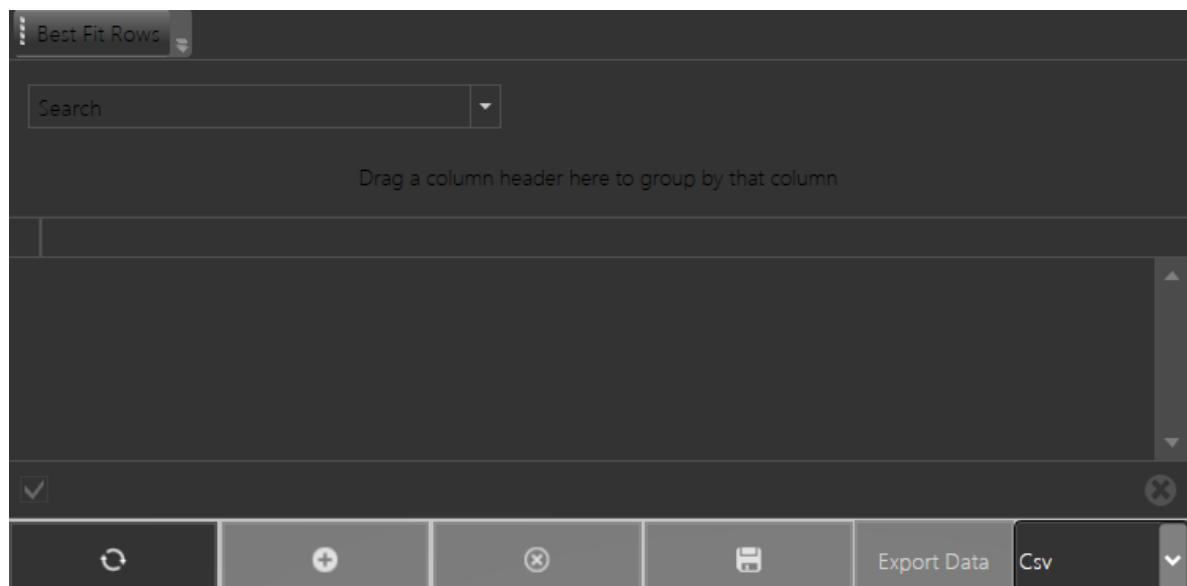 Best Fit Rows
Search
Drag a column header here to group by that column
Export Data
Csv